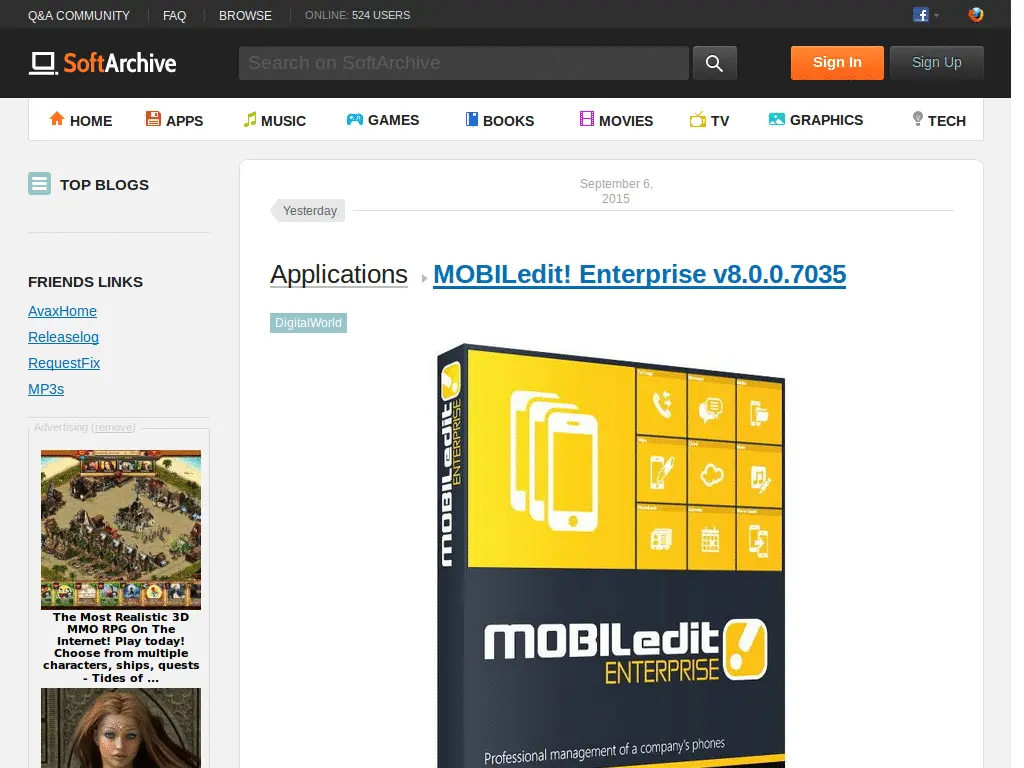 Q&A COMMUNITY FAQ BROWSE ONLINE: 524 USERS
SoftArchive Search on SoftArchive Sign In Sign Up
HOME APPS MUSIC GAMES BOOKS MOVIES TV GRAPHICS TECH
TOP BLOGS
FRIENDS LINKS
AvaxHome
Releaselog
RequestFix
MP3s
Advertising (remove)
The Most Realistic 3D
MMO RPG On The
Internet! Play today!
Choose from multiple
characters, ships, quests
- Tides of ...
September 6,
2015
Yesterday
Applications MOBILedit! Enterprise v8.0.0.7035
DigitalWorld
MOBILedit!
ENTERPRISE
MOBILedit!
ENTERPRISE
Professional management of a company's phones